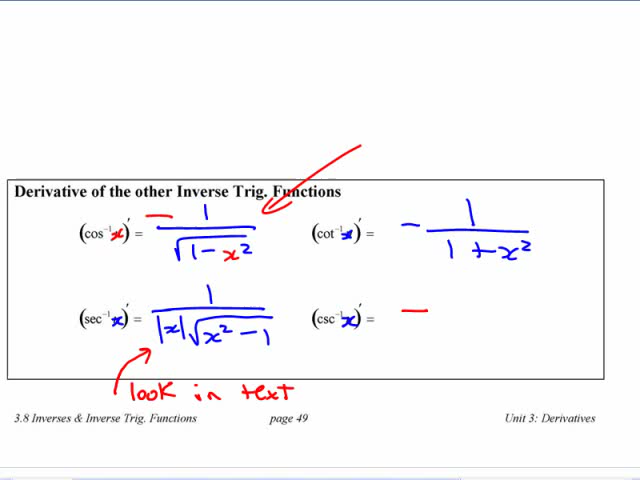 Derivative of the other Inverse Trig. Functions
(cos⁻¹x)′ = − 1/√(1 − x²) (cot⁻¹x)′ = − 1/(1 + x²)
(sec⁻¹x)′ = 1/(|x|√(x² − 1)) (csc⁻¹x)′ = −
look in text
3.8 Inverses & Inverse Trig. Functions page 49 Unit 3: Derivatives